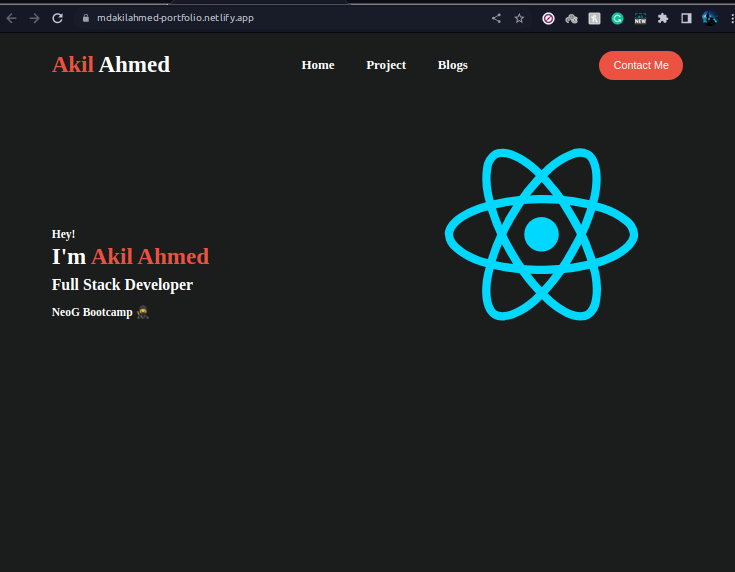 mdakilahmed-portfolio.netlify.app
NEW
Akil Ahmed
Home Project Blogs
Contact Me
Hey!
I'm Akil Ahmed
Full Stack Developer
NeoG Bootcamp 🥷